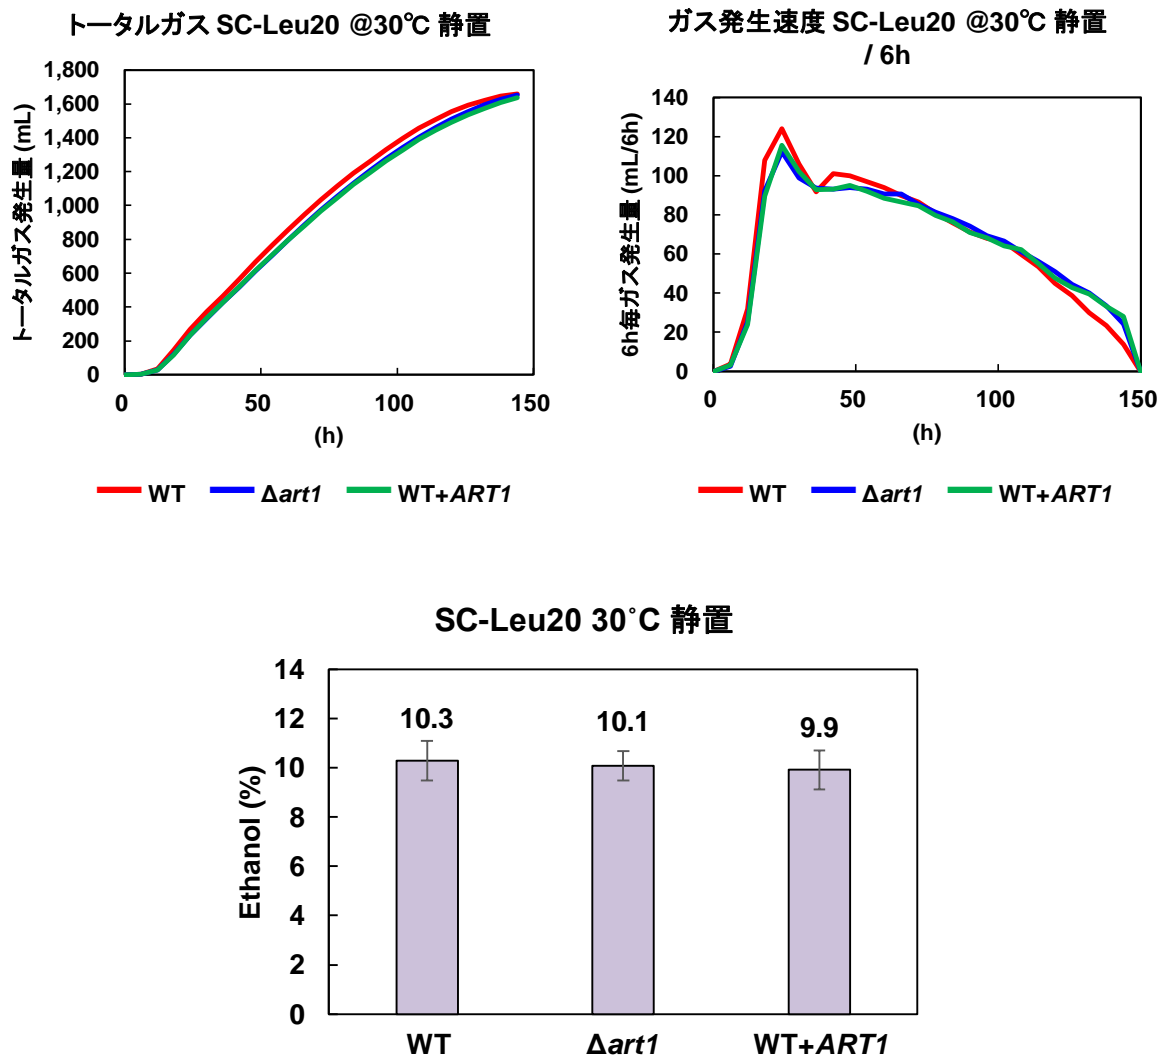 トータルガス SC-Leu20 @30℃ 静置
トータルガス発生量 (mL)
1,800
1,600
1,400
1,200
1,000
800
600
400
200
0
0 50 100 150
(h)
WT Δart1 WT+ART1
ガス発生速度 SC-Leu20 @30℃ 静置
/ 6h
6h毎ガス発生量 (mL/6h)
140
120
100
80
60
40
20
0
0 50 100 150
(h)
WT Δart1 WT+ART1
SC-Leu20 30˚C 静置
Ethanol (%)
14
12
10
8
6
4
2
0
10.3 10.1 9.9
WT Δart1 WT+ART1